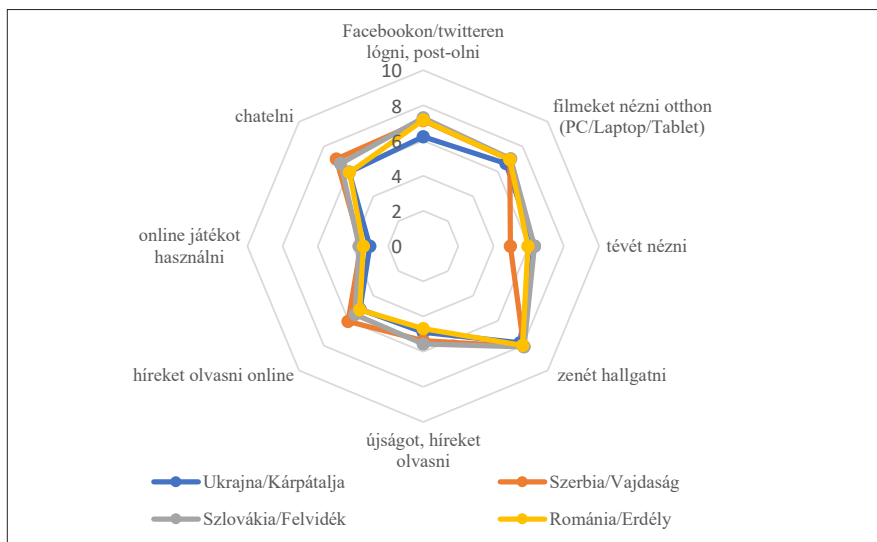 Facebookon/twitteren
lógni, post-olni
10
filmeket nézni otthon
(PC/Laptop/Tablet)
8
chatelni
6
4
2
online játékot
használni
0
tévét nézni
híreket olvasni online
zenét hallgatni
újságot, híreket
olvasni
Ukrajna/Kárpátalja
Szerbia/Vajdaság
Szlovákia/Felvidék
Románia/Erdély